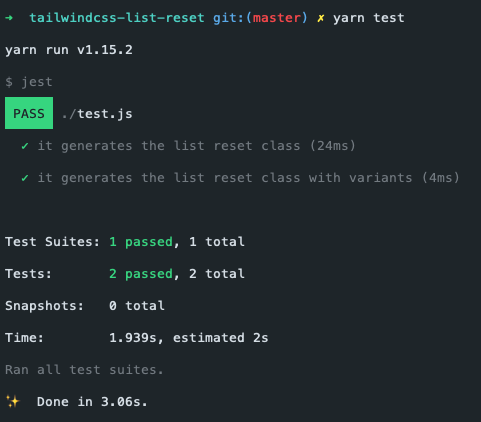 ➜ tailwindcss-list-reset git:(master) ✗ yarn test
yarn run v1.15.2
$ jest
PASS ./test.js
✓ it generates the list reset class (24ms)
✓ it generates the list reset class with variants (4ms)
Test Suites: 1 passed, 1 total
Tests: 2 passed, 2 total
Snapshots: 0 total
Time: 1.939s, estimated 2s
Ran all test suites.
✨ Done in 3.06s.